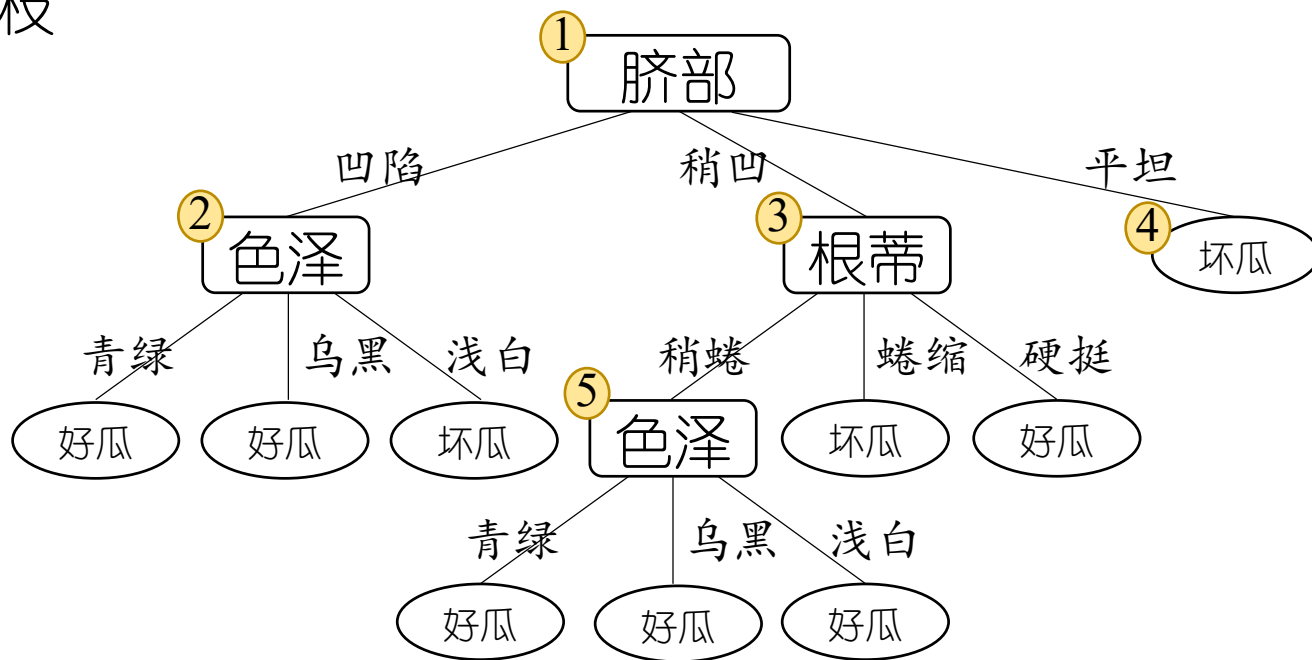 1
脐部
凹陷 稍凹 平坦
2 3 4
色泽 根蒂 坏瓜
青绿 乌黑 浅白 稍蜷 蜷缩 硬挺
5
好瓜 好瓜 坏瓜 色泽 坏瓜 好瓜
青绿 乌黑 浅白
好瓜 好瓜 好瓜